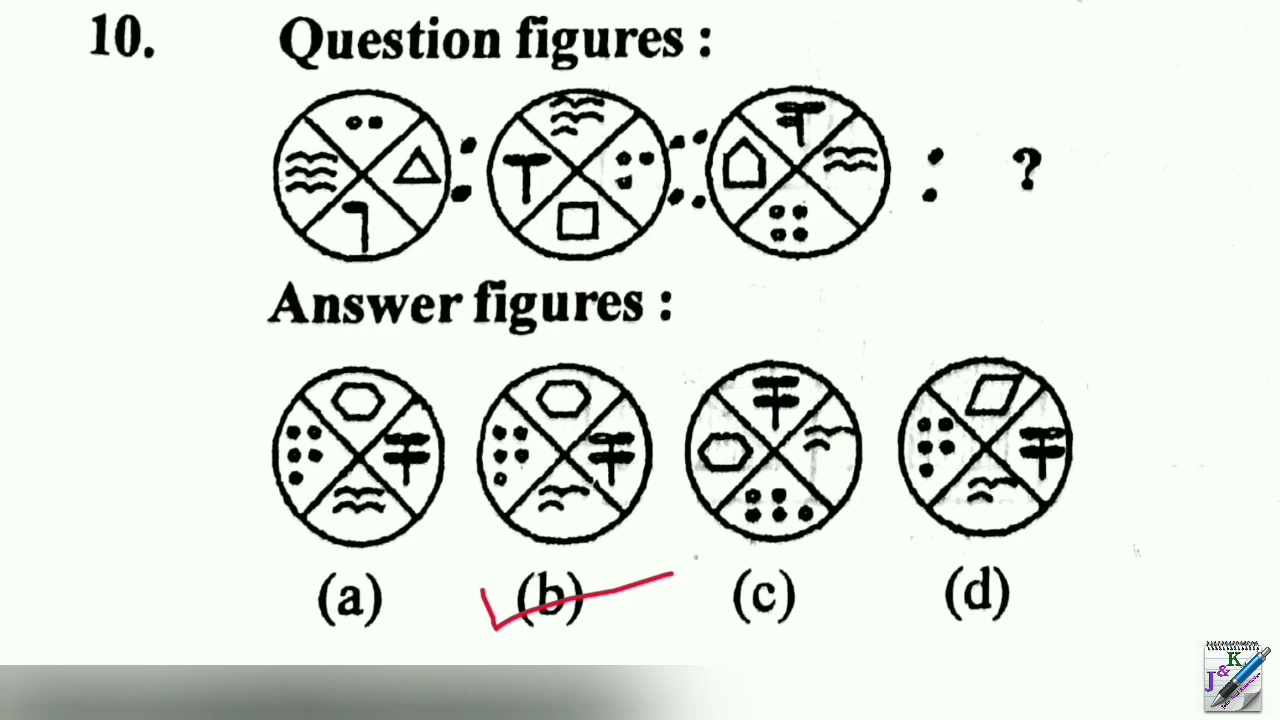 10. Question figures :
: :: : ?
Answer figures :
(a) (b) (c) (d)
J&K